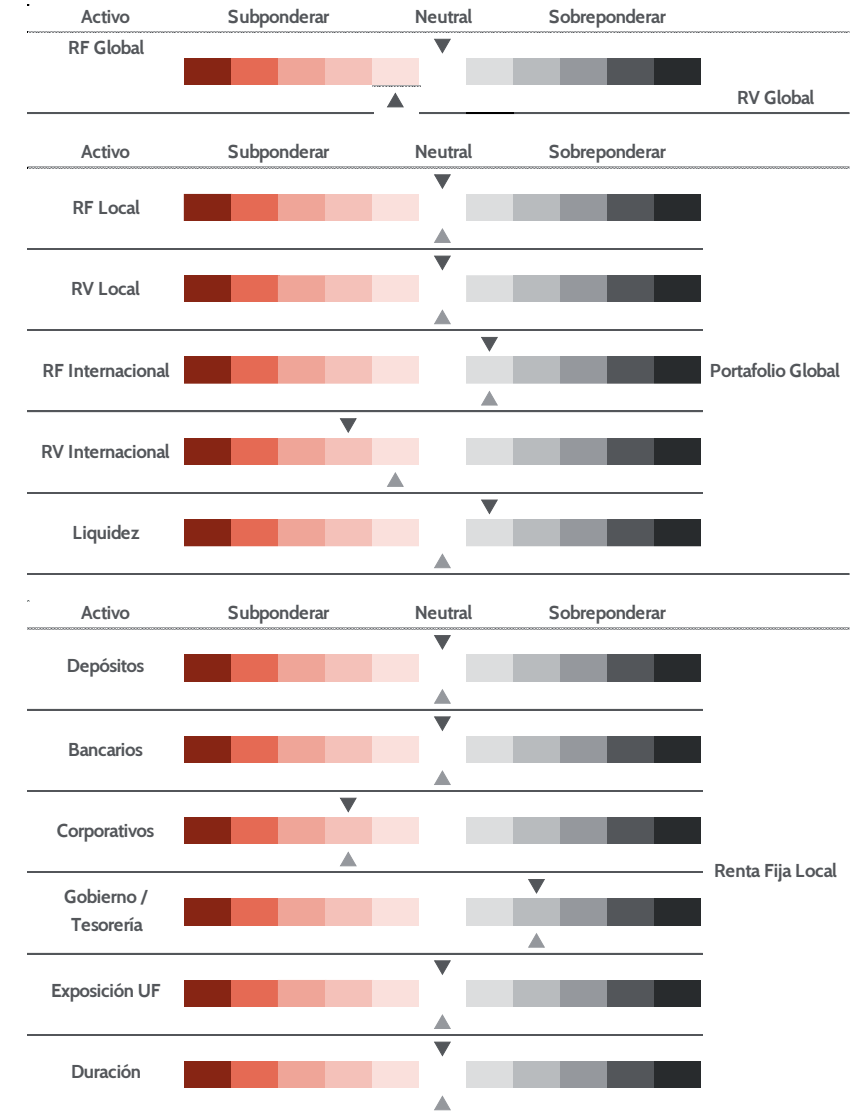 Activo Subponderar Neutral Sobreponderar
RF Global
RV Global
Activo Subponderar Neutral Sobreponderar
RF Local
RV Local
RF Internacional
Portafolio Global
RV Internacional
Liquidez
Activo Subponderar Neutral Sobreponderar
Depósitos
Bancarios
Corporativos
Renta Fija Local
Gobierno /
Tesorería
Exposición UF
Duración